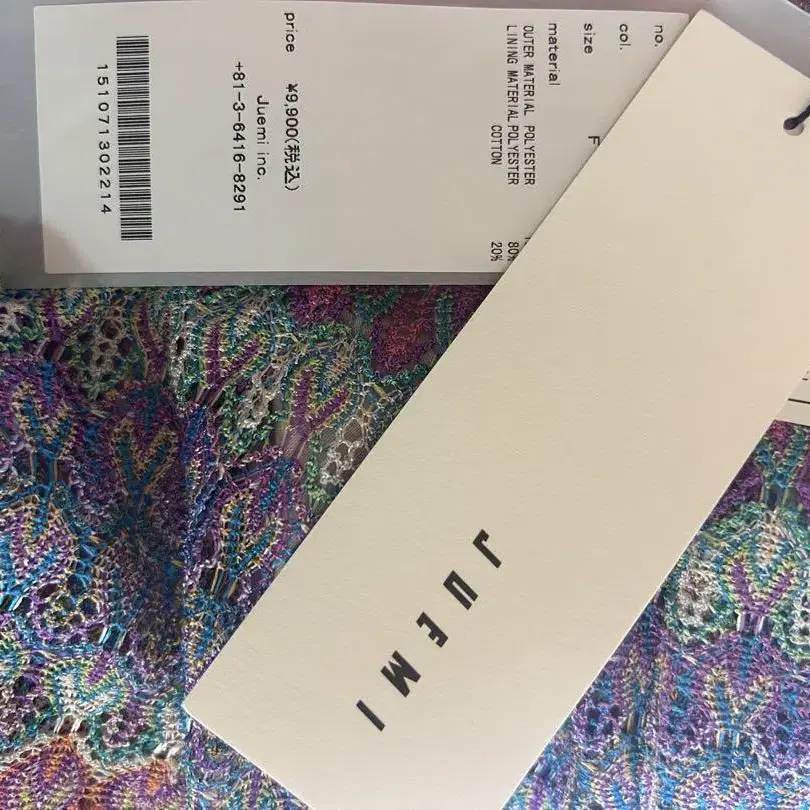 no.
col.
size F
material
OUTER MATERIAL POLYESTER
LINING MATERIAL POLYESTER 80%
COTTON 20%
price ¥9,900(税込)
Juemi inc.
+81-3-6416-8291
151071302214
JUEMI